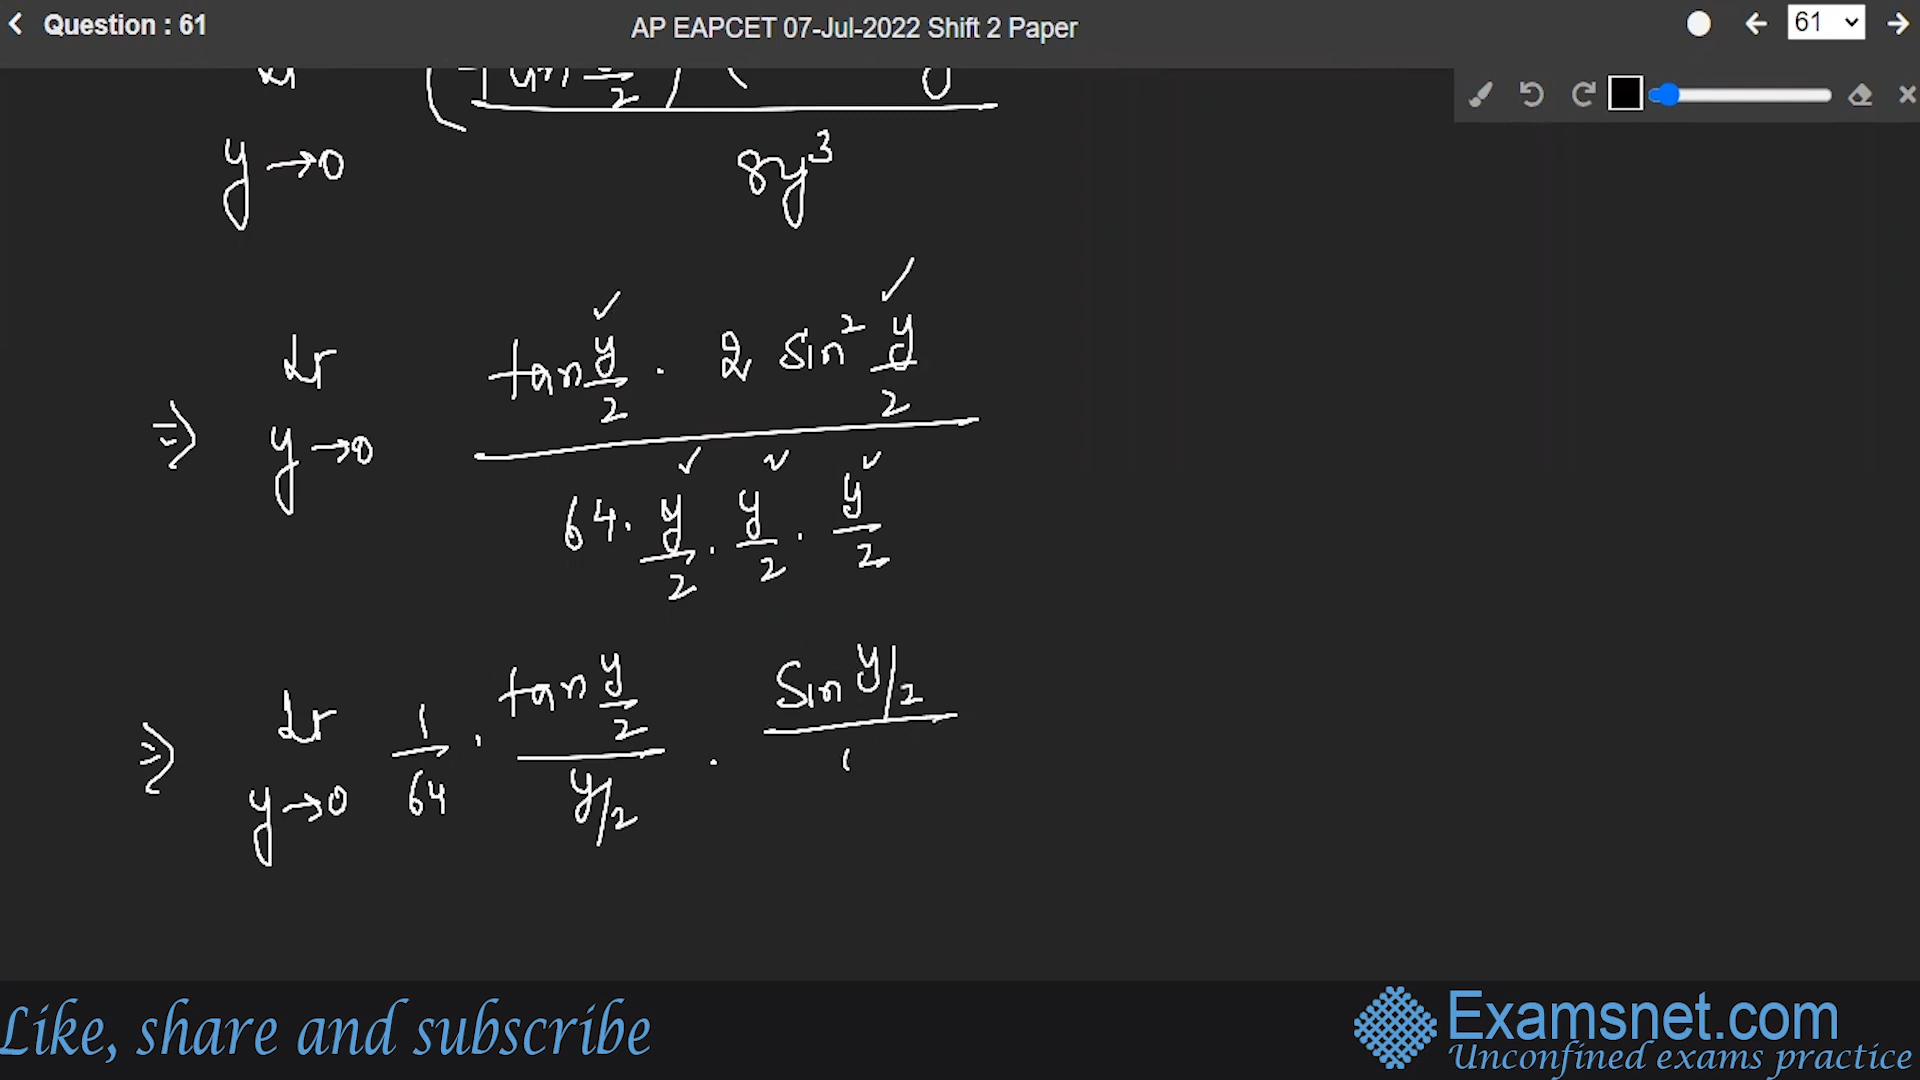 Question : 61
AP EAPCET 07-Jul-2022 Shift 2 Paper
61
y→0
8y³
⇒ Lt y→0 tan y/2 . 2 sin² y/2
64. y/2 . y/2 . y/2
⇒ Lt y→0 1/64 . tan y/2 / y/2 . Sin y/2
Like, share and subscribe
Examsnet.com
Unconfined exams practice